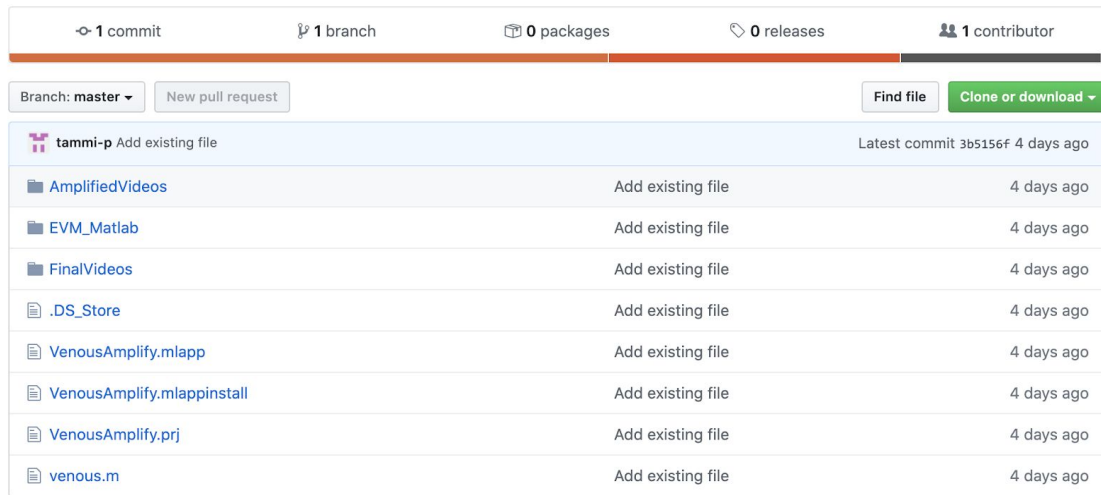 1 commit 1 branch 0 packages 0 releases 1 contributor
Branch: master New pull request Find file Clone or download
tammi-p Add existing file Latest commit 3b5156f 4 days ago
AmplifiedVideos Add existing file 4 days ago
EVM_Matlab Add existing file 4 days ago
FinalVideos Add existing file 4 days ago
.DS_Store Add existing file 4 days ago
VenousAmplify.mlapp Add existing file 4 days ago
VenousAmplify.mlappinstall Add existing file 4 days ago
VenousAmplify.prj Add existing file 4 days ago
venous.m Add existing file 4 days ago